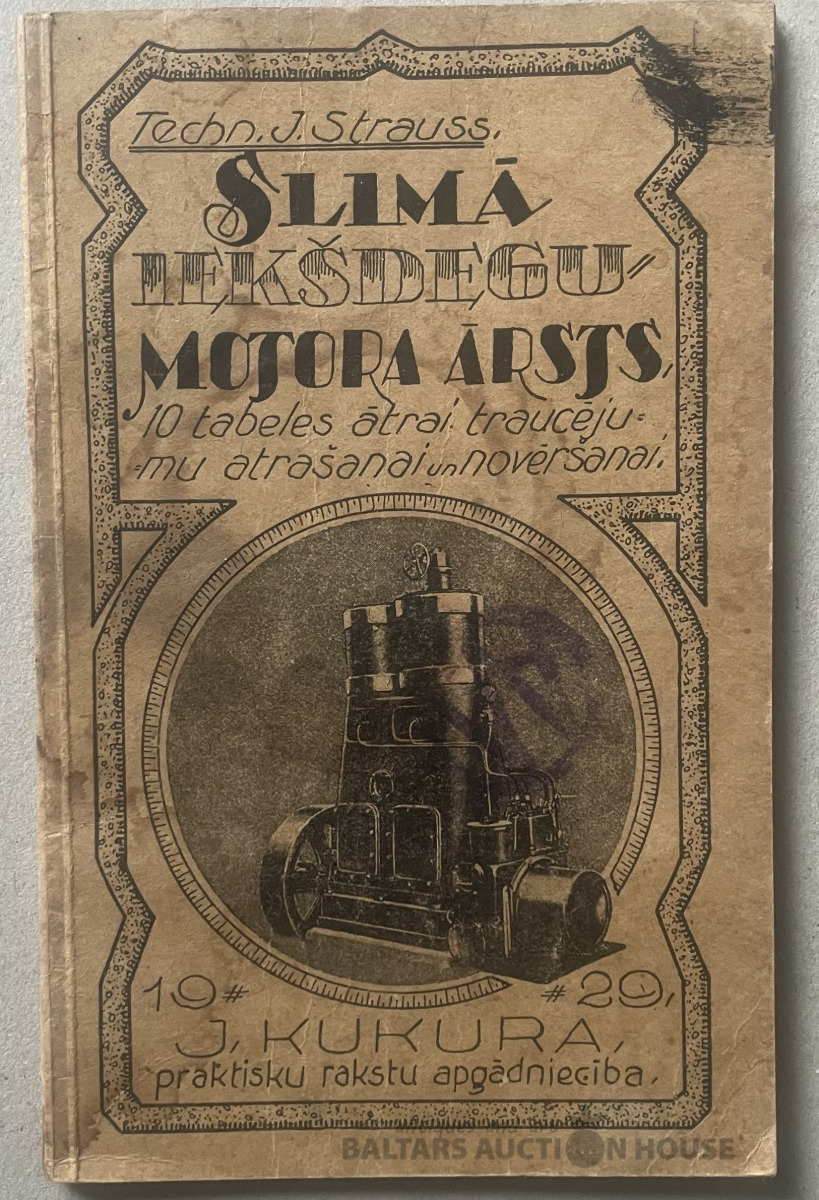 Techn. J. Strauss.
SLIMĀ
IEKŠDEGU-
MOTORA ĀRSTS.
10 tabeles ātrai traucēju=
=mu atrašanai un novēršanai.
19 # # 29.
J. KUKURA,
praktisku rakstu apgādniecība.
BALTARS AUCTION HOUSE